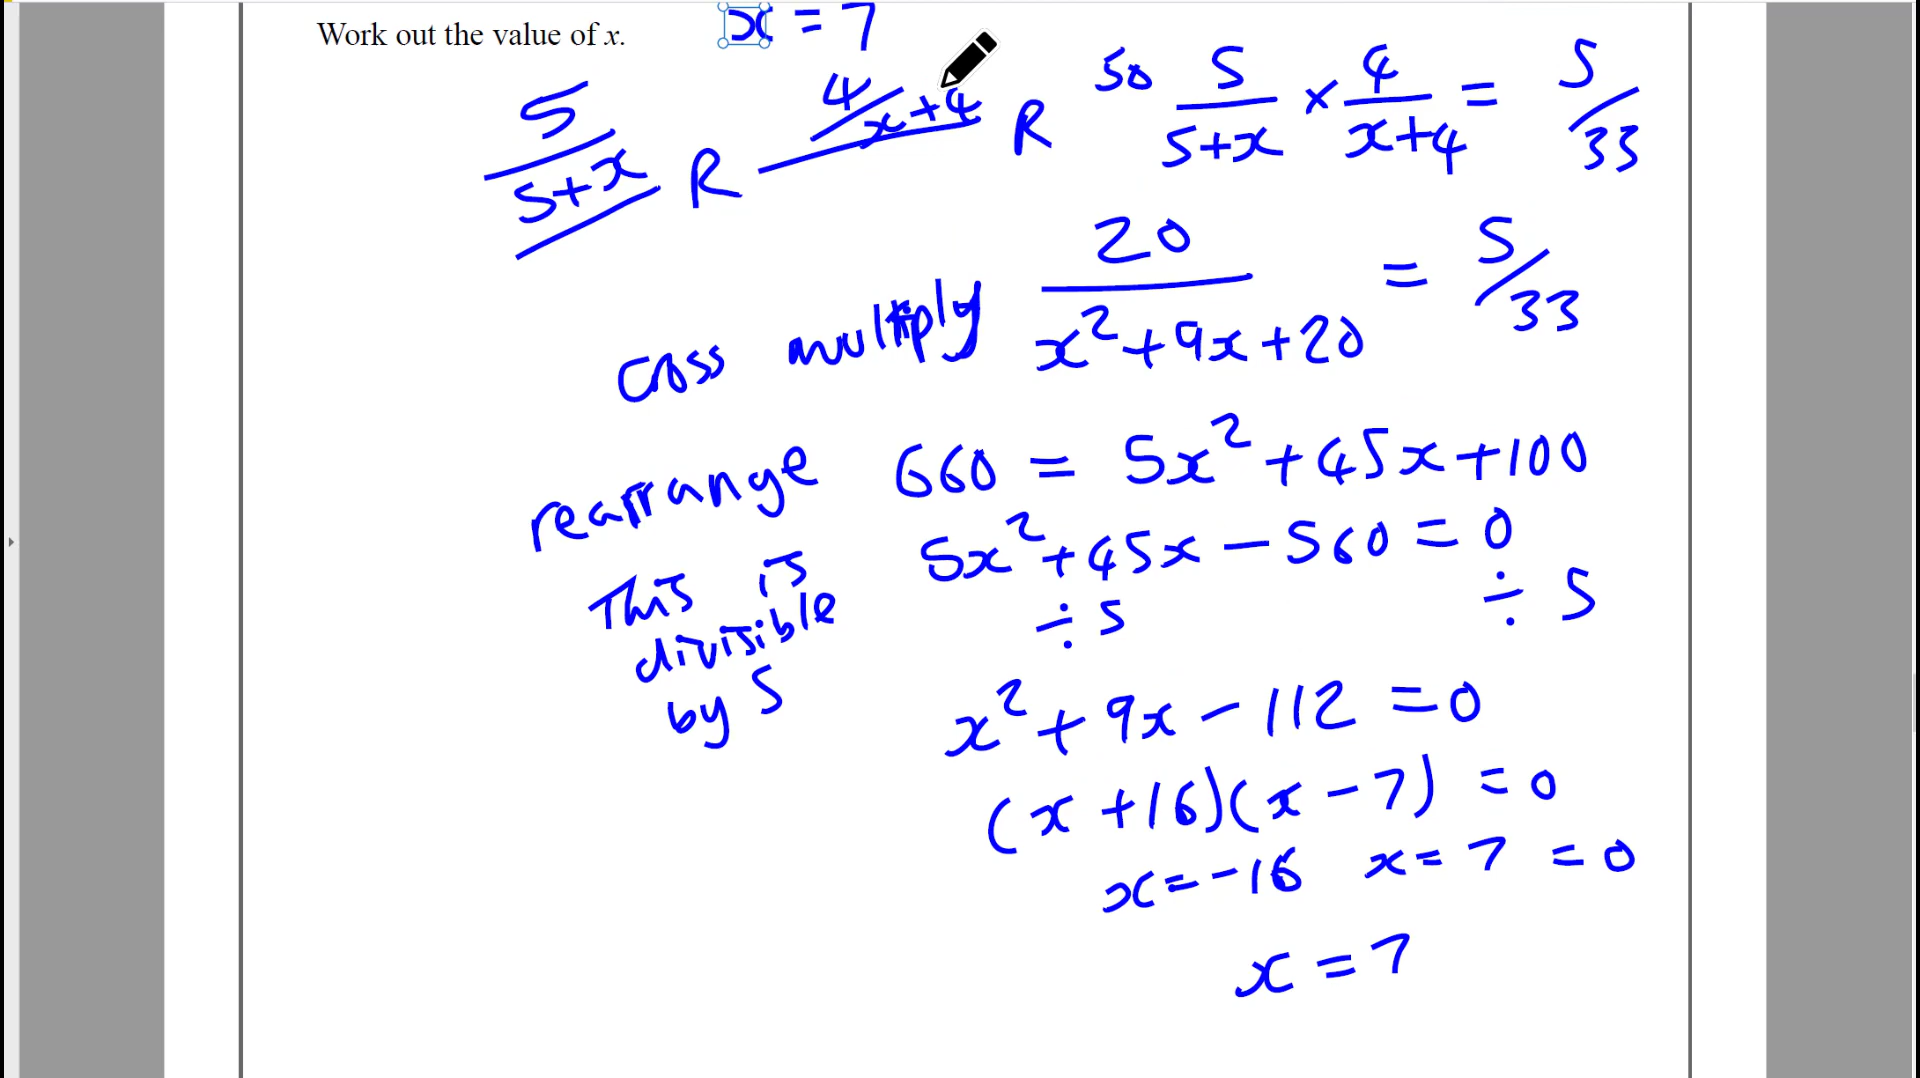 Work out the value of x. x = 7
5/5+x R 4/x+4 R so 5/5+x × 4/x+4 = 5/33
cross multiply 20/x²+9x+20 = 5/33
rearrange 660 = 5x²+45x+100
5x²+45x-560=0
This is divisible by 5 ÷5 ÷5
x²+9x-112=0
(x+16)(x-7)=0
x=-16 x=7 =0
x=7